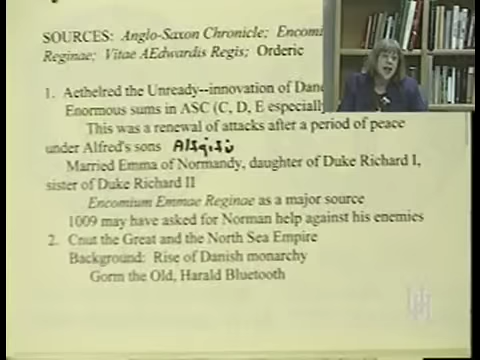 SOURCES: Anglo-Saxon Chronicle; Encomi
Reginae; Vitae AEdwardis Regis; Orderic
1. Aethelred the Unready--innovation of Dane
Enormous sums in ASC (C, D, E especially
This was a renewal of attacks after a period of peace
under Alfred's sons
Married Emma of Normandy, daughter of Duke Richard I,
sister of Duke Richard II
Encomium Emmae Reginae as a major source
1009 may have asked for Norman help against his enemies
2. Cnut the Great and the North Sea Empire
Background: Rise of Danish monarchy
Gorm the Old, Harald Bluetooth